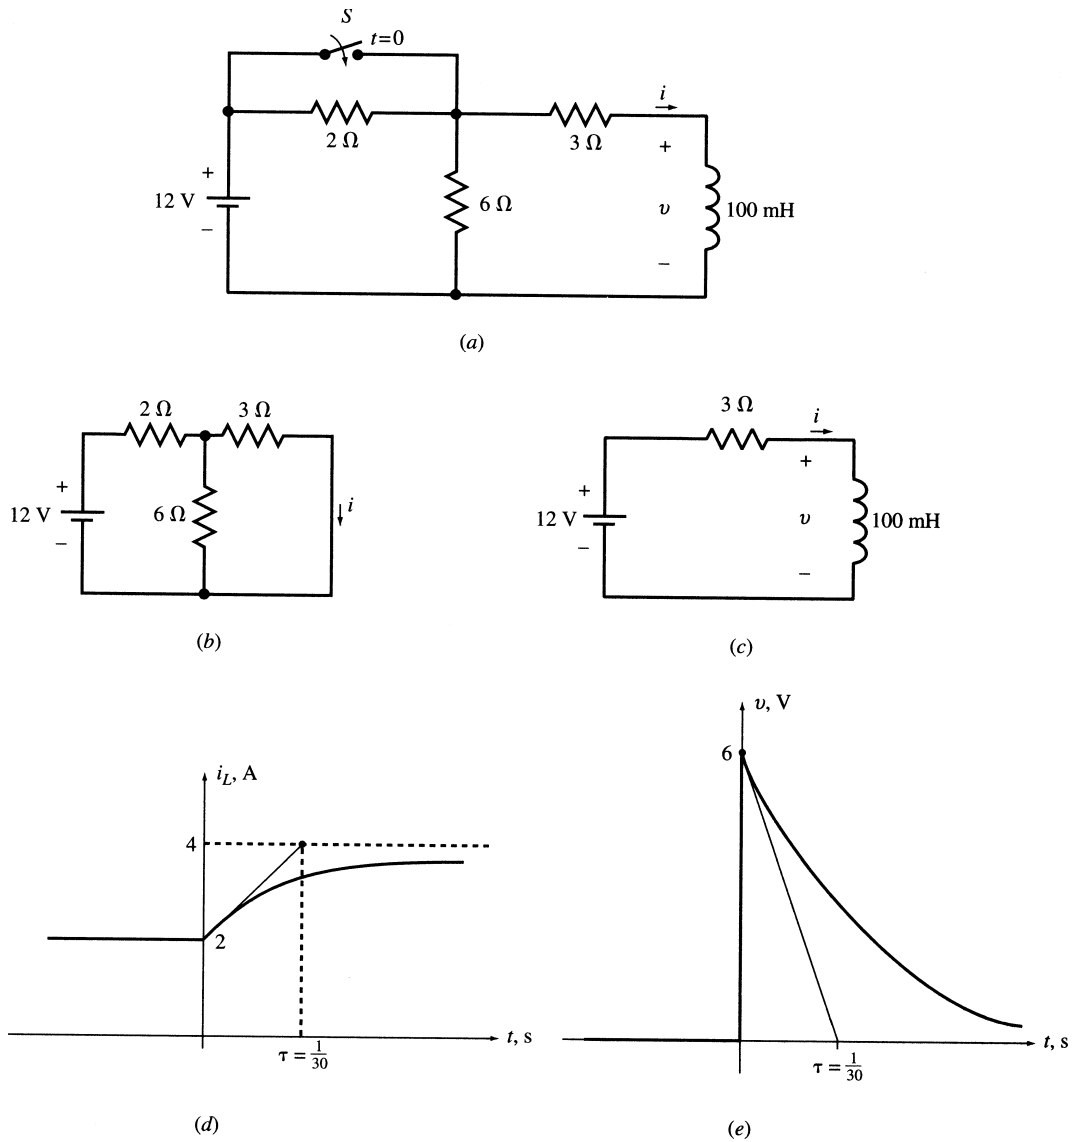 S
t=0
i
2 Ω
3 Ω
+
+
12 V
6 Ω
υ
100 mH
−
−
(a)
2 Ω
3 Ω
+
12 V
6 Ω
i
−
(b)
3 Ω
i
+
+
12 V
υ
100 mH
−
−
(c)
i_L, A
4
2
t, s
τ = 1/30
(d)
υ, V
6
t, s
τ = 1/30
(e)